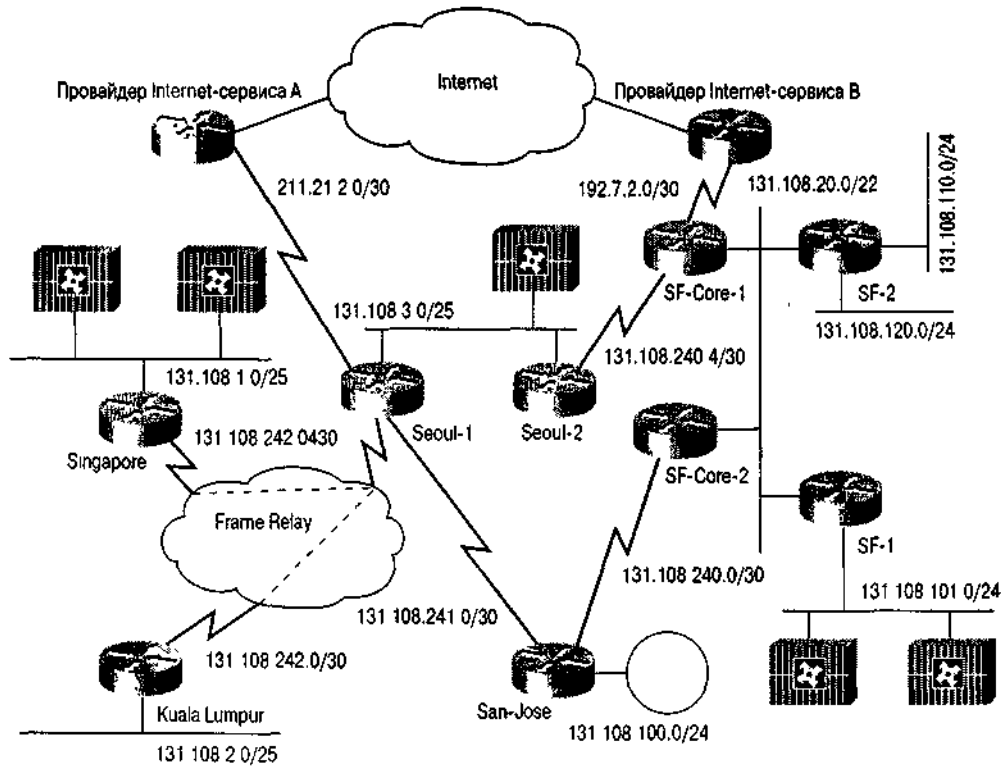 Internet
Провайдер Internet-сервиса A
Провайдер Internet-сервиса B
211.21 2 0/30
192.7.2.0/30
131.108.20.0/22
131.108.110.0/24
SF-Core-1
SF-2
131.108 3 0/25
131.108.120.0/24
131.108.240 4/30
131.108 1 0/25
Seoul-1
Seoul-2
131 108 242 0430
Singapore
SF-Core-2
Frame Relay
SF-1
131.108 240.0/30
131 108 101 0/24
131 108.241 0/30
131 108 242.0/30
Kuala Lumpur
San-Jose
131 108 100.0/24
131 108 2 0/25